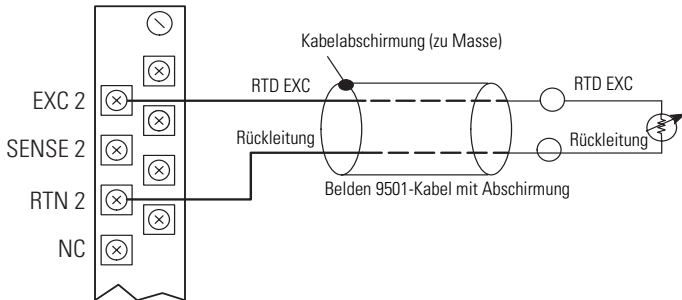 Kabelabschirmung (zu Masse)
RTD EXC
RTD EXC
EXC 2
Rückleitung
Rückleitung
SENSE 2
Belden 9501-Kabel mit Abschirmung
RTN 2
NC